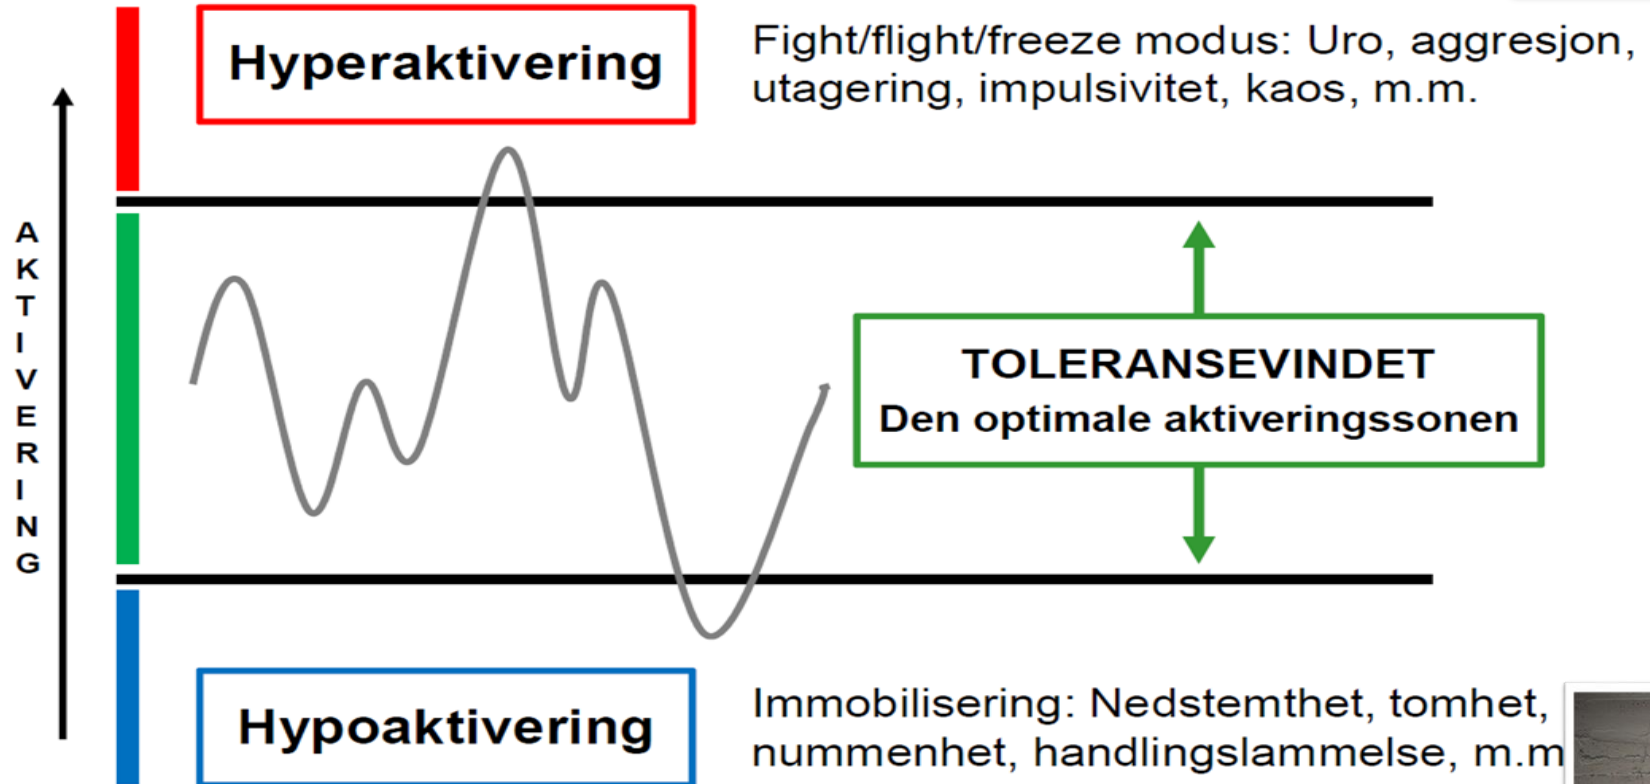 Hyperaktivering
Fight/flight/freeze modus: Uro, aggresjon,
utagering, impulsivitet, kaos, m.m.
AKTIVERING
TOLERANSEVINDET
Den optimale aktiveringssonen
Hypoaktivering
Immobilisering: Nedstemthet, tomhet,
nummenhet, handlingslammelse, m.m